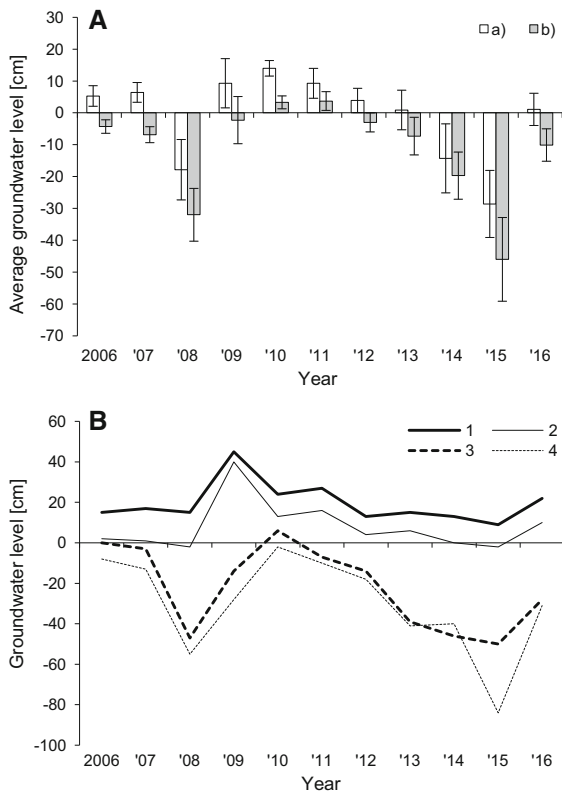 A
a) b)
30
20
10
0
-10
-20
-30
-40
-50
-60
-70
Average groundwater level [cm]
2006 '07 '08 '09 '10 '11 '12 '13 '14 '15 '16
Year
B
1 2
3 4
60
40
20
0
-20
-40
-60
-80
-100
Groundwater level [cm]
2006 '07 '08 '09 '10 '11 '12 '13 '14 '15 '16
Year